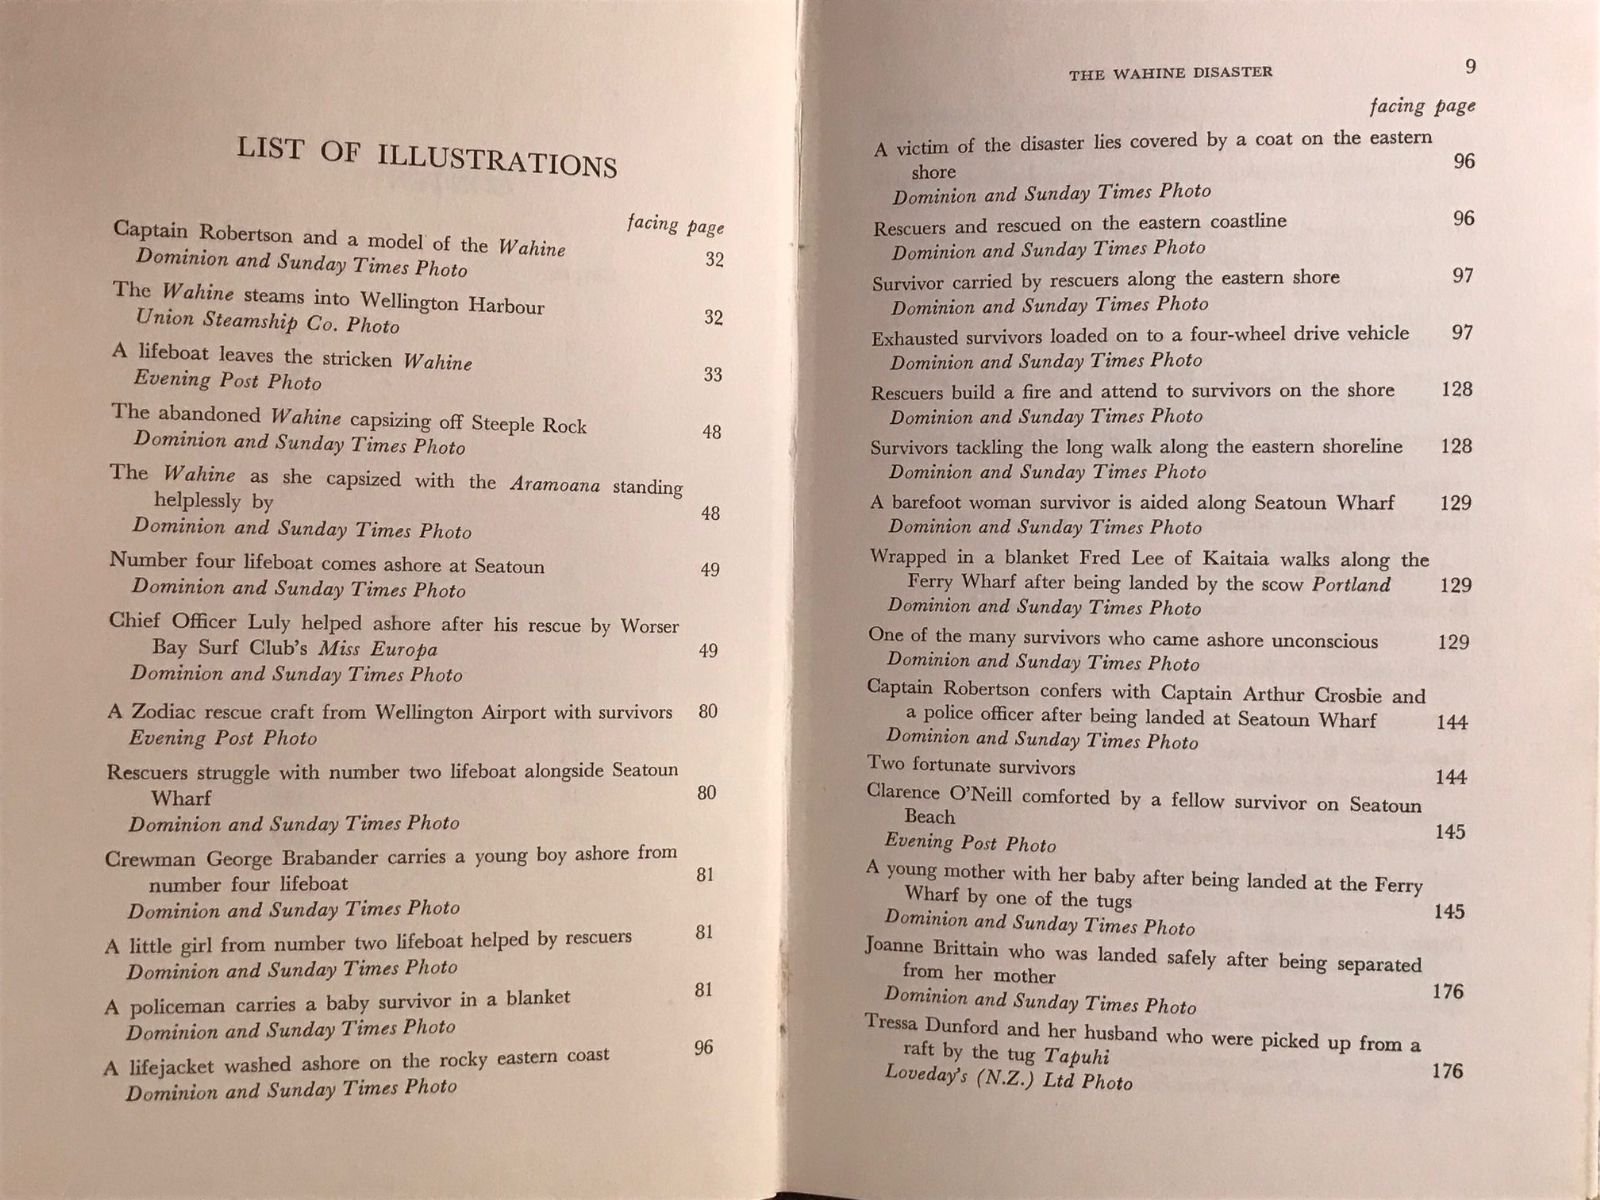 LIST OF ILLUSTRATIONS
facing page
Captain Robertson and a model of the Wahine 32
Dominion and Sunday Times Photo
The Wahine steams into Wellington Harbour 32
Union Steamship Co. Photo
A lifeboat leaves the stricken Wahine 33
Evening Post Photo
The abandoned Wahine capsizing off Steeple Rock 48
Dominion and Sunday Times Photo
The Wahine as she capsized with the Aramoana standing
helplessly by 48
Dominion and Sunday Times Photo
Number four lifeboat comes ashore at Seatoun 49
Dominion and Sunday Times Photo
Chief Officer Luly helped ashore after his rescue by Worser
Bay Surf Club's Miss Europa 49
Dominion and Sunday Times Photo
A Zodiac rescue craft from Wellington Airport with survivors 80
Evening Post Photo
Rescuers struggle with number two lifeboat alongside Seatoun
Wharf 80
Dominion and Sunday Times Photo
Crewman George Brabander carries a young boy ashore from
number four lifeboat 81
Dominion and Sunday Times Photo
A little girl from number two lifeboat helped by rescuers 81
Dominion and Sunday Times Photo
A policeman carries a baby survivor in a blanket 81
Dominion and Sunday Times Photo
A lifejacket washed ashore on the rocky eastern coast 96
Dominion and Sunday Times Photo
THE WAHINE DISASTER 9
facing page
A victim of the disaster lies covered by a coat on the eastern
shore 96
Dominion and Sunday Times Photo
Rescuers and rescued on the eastern coastline 96
Dominion and Sunday Times Photo
Survivor carried by rescuers along the eastern shore 97
Dominion and Sunday Times Photo
Exhausted survivors loaded on to a four-wheel drive vehicle 97
Dominion and Sunday Times Photo
Rescuers build a fire and attend to survivors on the shore 128
Dominion and Sunday Times Photo
Survivors tackling the long walk along the eastern shoreline 128
Dominion and Sunday Times Photo
A barefoot woman survivor is aided along Seatoun Wharf 129
Dominion and Sunday Times Photo
Wrapped in a blanket Fred Lee of Kaitaia walks along the
Ferry Wharf after being landed by the scow Portland 129
Dominion and Sunday Times Photo
One of the many survivors who came ashore unconscious 129
Dominion and Sunday Times Photo
Captain Robertson confers with Captain Arthur Crosbie and
a police officer after being landed at Seatoun Wharf 144
Dominion and Sunday Times Photo
Two fortunate survivors 144
Clarence O'Neill comforted by a fellow survivor on Seatoun
Beach 145
Evening Post Photo
A young mother with her baby after being landed at the Ferry
Wharf by one of the tugs 145
Dominion and Sunday Times Photo
Joanne Brittain who was landed safely after being separated
from her mother 176
Dominion and Sunday Times Photo
Tressa Dunford and her husband who were picked up from a
raft by the tug Tapuhi 176
Loveday's (N.Z.) Ltd Photo